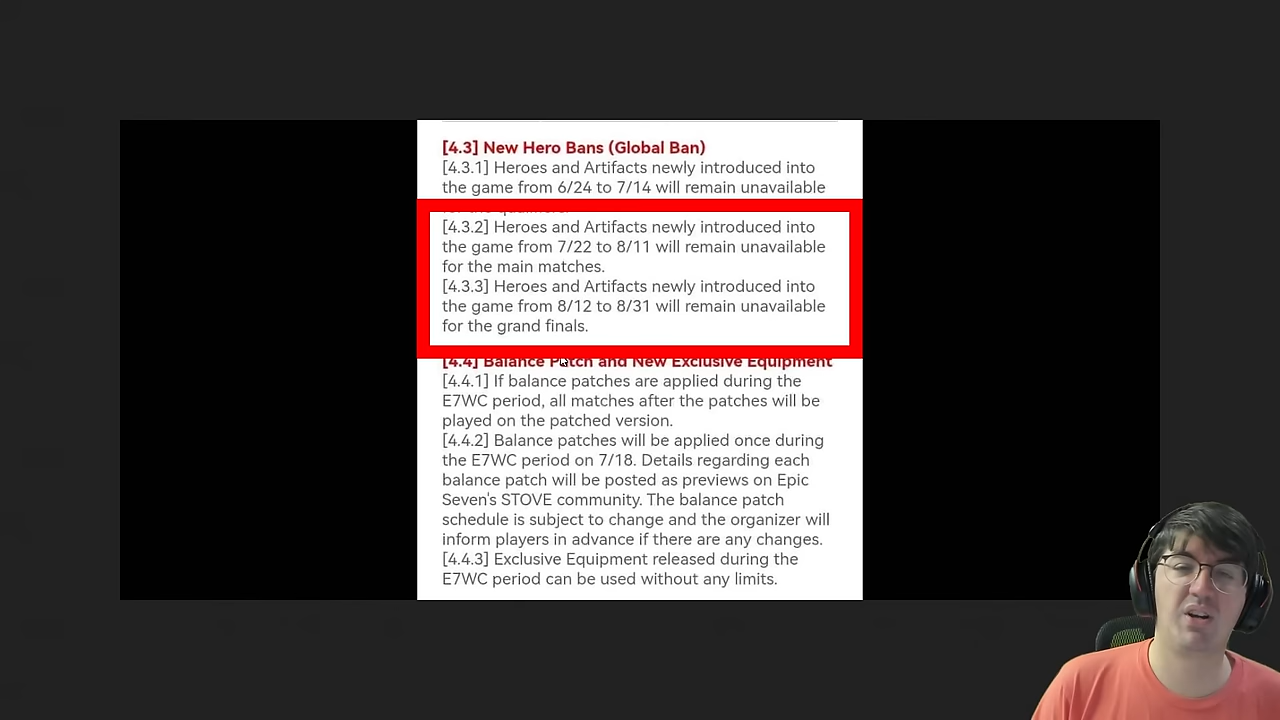 [4.3] New Hero Bans (Global Ban)
[4.3.1] Heroes and Artifacts newly introduced into
the game from 6/24 to 7/14 will remain unavailable
[4.3.2] Heroes and Artifacts newly introduced into
the game from 7/22 to 8/11 will remain unavailable
for the main matches.
[4.3.3] Heroes and Artifacts newly introduced into
the game from 8/12 to 8/31 will remain unavailable
for the grand finals.
[4.4] Balance Patch and New Exclusive Equipment
[4.4.1] If balance patches are applied during the
E7WC period, all matches after the patches will be
played on the patched version.
[4.4.2] Balance patches will be applied once during
the E7WC period on 7/18. Details regarding each
balance patch will be posted as previews on Epic
Seven's STOVE community. The balance patch
schedule is subject to change and the organizer will
inform players in advance if there are any changes.
[4.4.3] Exclusive Equipment released during the
E7WC period can be used without any limits.